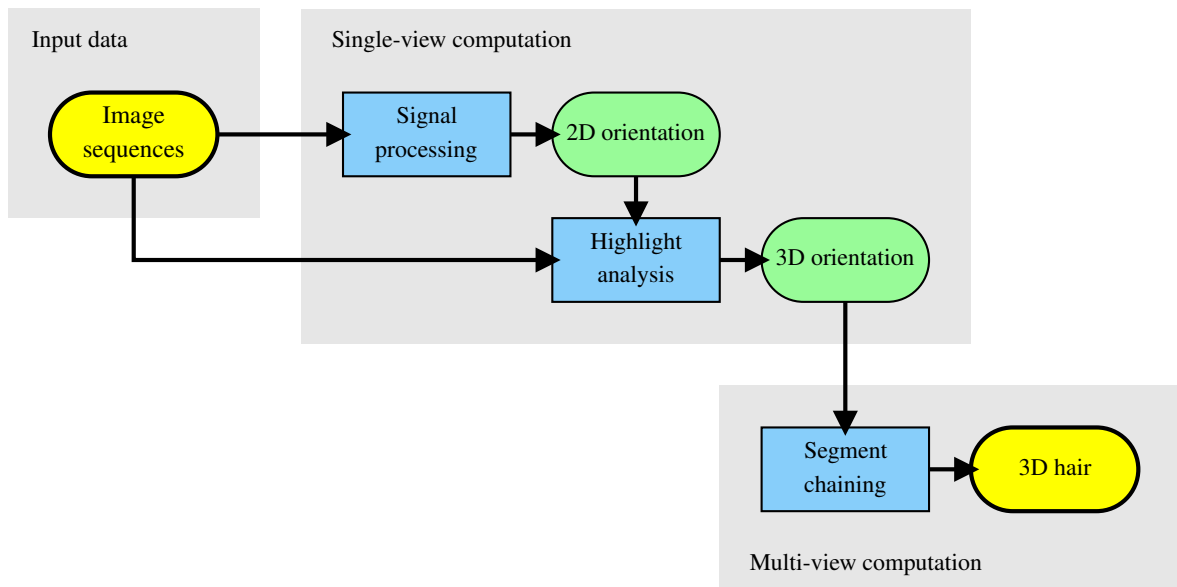 Input data
Single-view computation
Image
sequences
Signal
processing
2D orientation
Highlight
analysis
3D orientation
Segment
chaining
3D hair
Multi-view computation